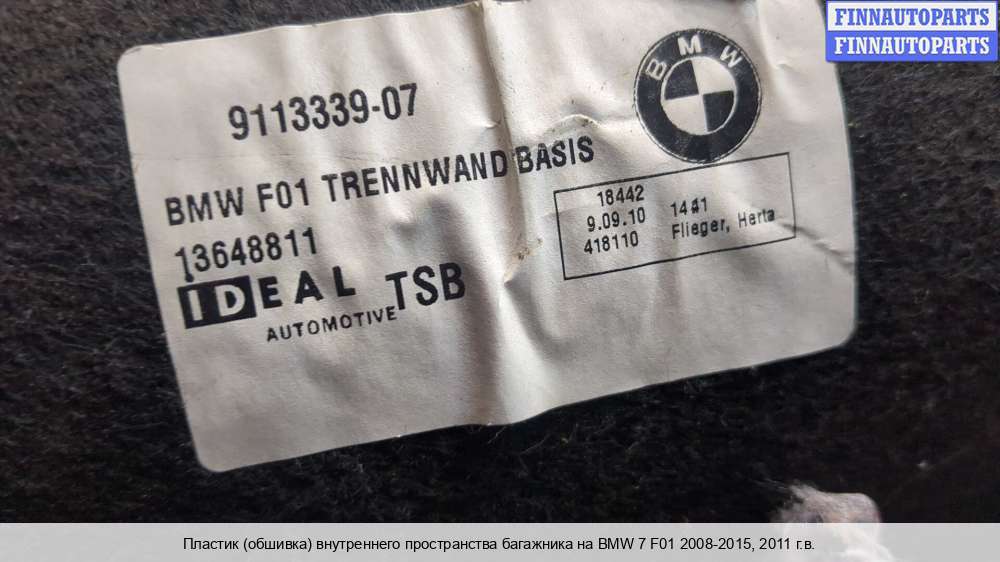 FINNAUTOPARTS
FINNAUTOPARTS
BMW
9113339-07
BMW F01 TRENNWAND BASIS
13648811
IDEAL TSB
AUTOMOTIVE
18442
9.09.10 1441
418110 Flieger, Herta
Пластик (обшивка) внутреннего пространства багажника на BMW 7 F01 2008-2015, 2011 г.в.